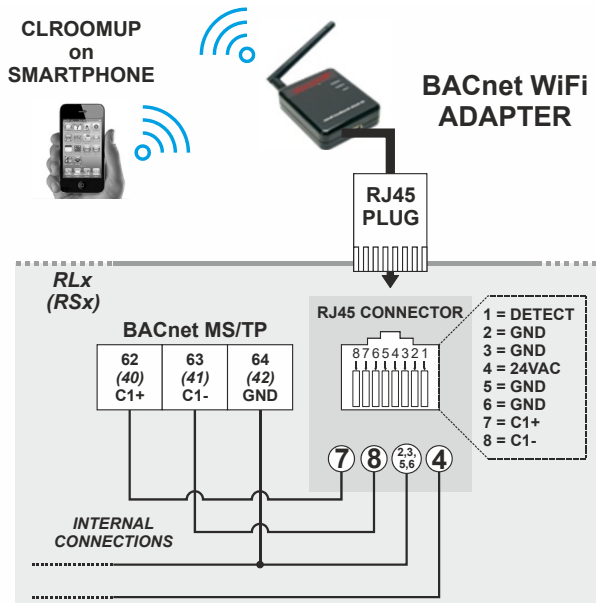 CLROOMUP
on
SMARTPHONE
BACnet WiFi
ADAPTER
RJ45
PLUG
RLx
(RSx)
BACnet MS/TP
62
(40)
C1+
63
(41)
C1-
64
(42)
GND
RJ45 CONNECTOR
87654321
1 = DETECT
2 = GND
3 = GND
4 = 24VAC
5 = GND
6 = GND
7 = C1+
8 = C1-
7
8
2,3,
5,6
4
INTERNAL
CONNECTIONS